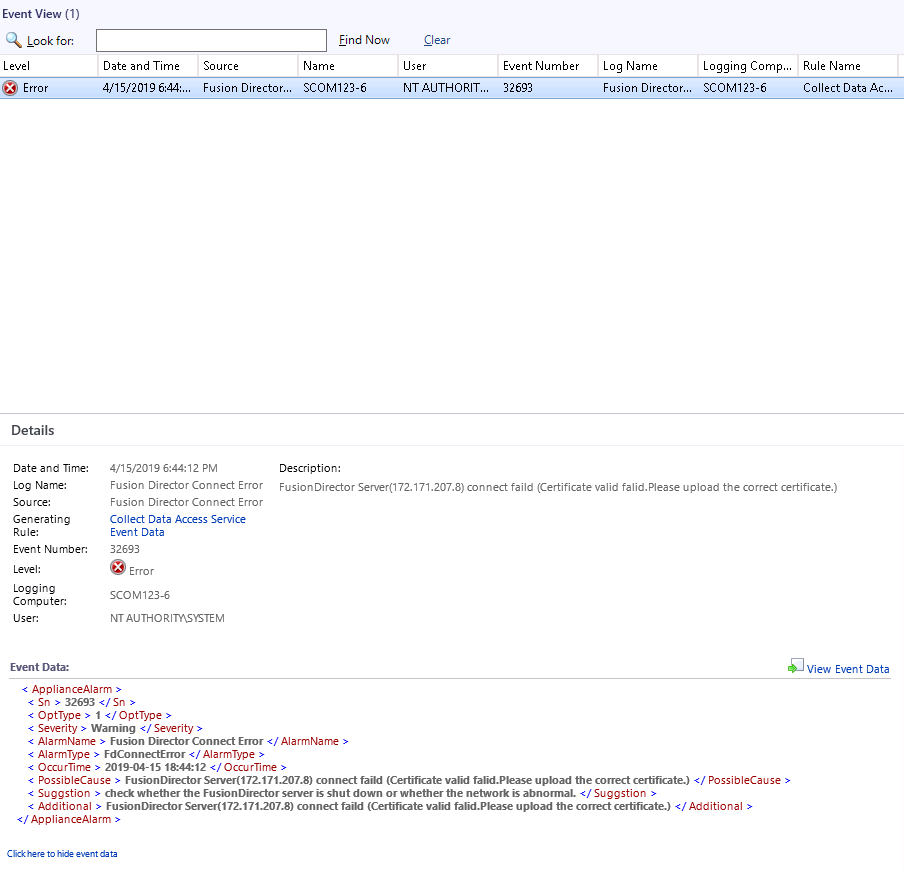 Event View (1)
Look for: Find Now Clear
Level Date and Time Source Name User Event Number Log Name Logging Comp... Rule Name
Error 4/15/2019 6:44:... Fusion Director... SCOM123-6 NT AUTHORIT... 32693 Fusion Director... SCOM123-6 Collect Data Ac...
Details
Date and Time: 4/15/2019 6:44:12 PM Description:
Log Name: Fusion Director Connect Error FusionDirector Server(172.171.207.8) connect faild (Certificate valid falid.Please upload the correct certificate.)
Source: Fusion Director Connect Error
Generating Collect Data Access Service
Rule: Event Data
Event Number: 32693
Level: Error
Logging
Computer: SCOM123-6
User: NT AUTHORITY\SYSTEM
Event Data: View Event Data
< ApplianceAlarm >
< Sn > 32693 </ Sn >
< OptType > 1 </ OptType >
< Severity > Warning </ Severity >
< AlarmName > Fusion Director Connect Error </ AlarmName >
< AlarmType > FdConnectError </ AlarmType >
< OccurTime > 2019-04-15 18:44:12 </ OccurTime >
< PossibleCause > FusionDirector Server(172.171.207.8) connect faild (Certificate valid falid.Please upload the correct certificate.) </ PossibleCause >
< Suggstion > check whether the FusionDirector server is shut down or whether the network is abnormal. </ Suggstion >
< Additional > FusionDirector Server(172.171.207.8) connect faild (Certificate valid falid.Please upload the correct certificate.) </ Additional >
</ ApplianceAlarm >
Click here to hide event data